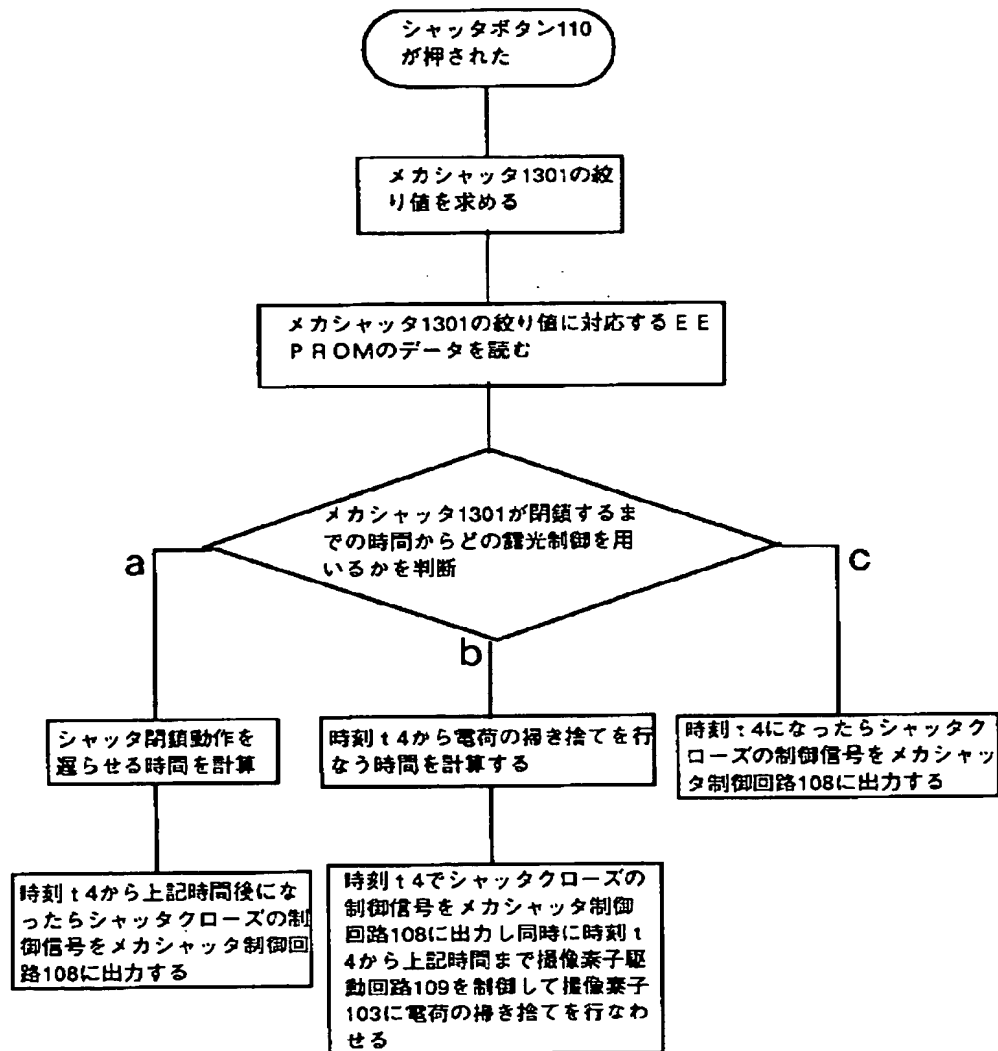 シャッタボタン110
が押された
メカシャッタ1301の絞
り値を求める
メカシャッタ1301の絞り値に対応するEE
PROMのデータを読む
メカシャッタ1301が閉鎖するま
での時間からどの露光制御を用
いるかを判断
a
b
c
シャッタ閉鎖動作を
遅らせる時間を計算
時刻t4から電荷の掃き捨てを行
なう時間を計算する
時刻t4になったらシャッタク
ローズの制御信号をメカシャッ
タ制御回路108に出力する
時刻t4から上記時間後にな
ったらシャッタクローズの制
御信号をメカシャッタ制御回
路108に出力する
時刻t4でシャッタクローズの
制御信号をメカシャッタ制御
回路108に出力し同時に時刻t
4から上記時間まで撮像素子駆
動回路109を制御して撮像素子
103に電荷の掃き捨てを行なわ
せる